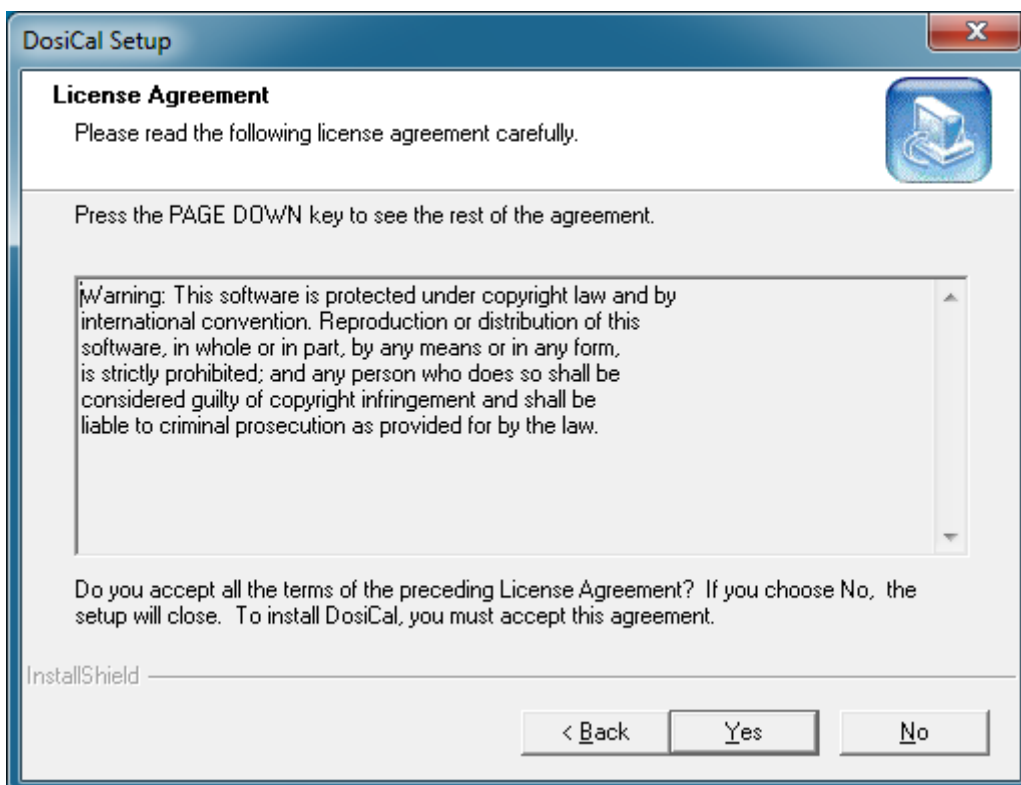 DosiCal Setup
License Agreement
Please read the following license agreement carefully.
Press the PAGE DOWN key to see the rest of the agreement.
Warning: This software is protected under copyright law and by
international convention. Reproduction or distribution of this
software, in whole or in part, by any means or in any form,
is strictly prohibited; and any person who does so shall be
considered guilty of copyright infringement and shall be
liable to criminal prosecution as provided for by the law.
Do you accept all the terms of the preceding License Agreement?  If you choose No,  the
setup will close.  To install DosiCal, you must accept this agreement.
InstallShield
< Back
Yes
No